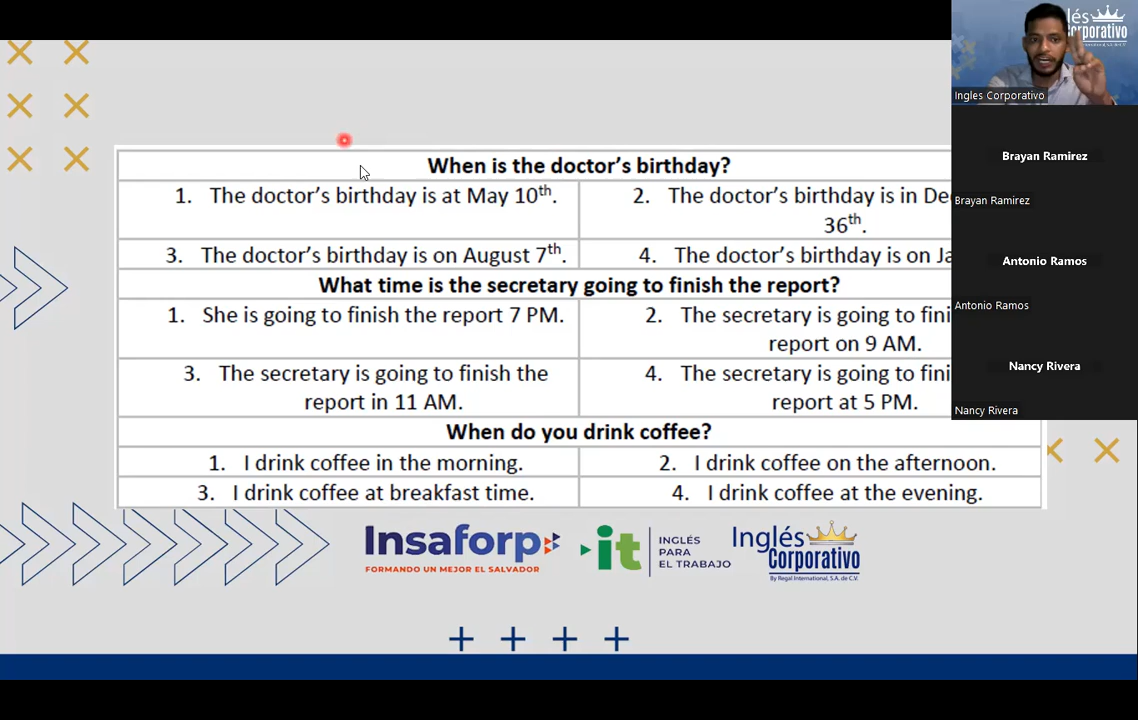 When is the doctor's birthday?
1. The doctor's birthday is at May 10th.
2. The doctor's birthday is in
36th.
3. The doctor's birthday is on August 7th.
4. The doctor's birthday is on
What time is the secretary going to finish the report?
1. She is going to finish the report 7 PM.
2. The secretary is going to
report on 9 AM.
3. The secretary is going to finish the
report in 11 AM.
4. The secretary is going to
report at 5 PM.
When do you drink coffee?
1. I drink coffee in the morning.
2. I drink coffee on the afternoon.
3. I drink coffee at breakfast time.
4. I drink coffee at the evening.
Insaforp
FORMANDO UN MEJOR EL SALVADOR
it
INGLÉS
PARA
EL TRABAJO
Inglés
Corporativo
By Regal International, S.A. de C.V.
Corporativo
Ingles Corporativo
Brayan Ramirez
Brayan Ramirez
Antonio Ramos
Antonio Ramos
Nancy Rivera
Nancy Rivera